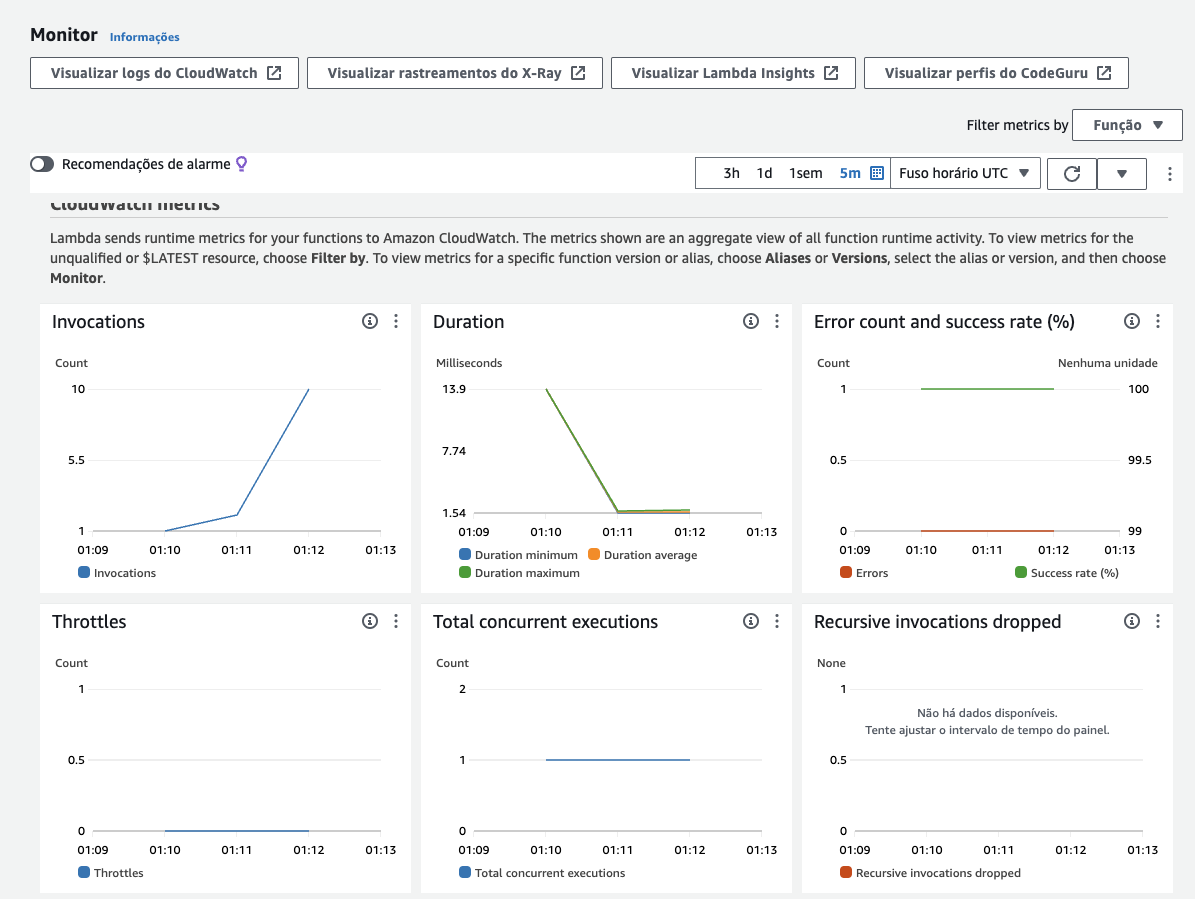 Monitor Informações
Visualizar logs do CloudWatch
Visualizar rastreamentos do X-Ray
Visualizar Lambda Insights
Visualizar perfis do CodeGuru
Filter metrics by Função
Recomendações de alarme
3h 1d 1sem 5m Fuso horário UTC
CloudWatch metrics
Lambda sends runtime metrics for your functions to Amazon CloudWatch. The metrics shown are an aggregate view of all function runtime activity. To view metrics for the
unqualified or $LATEST resource, choose Filter by. To view metrics for a specific function version or alias, choose Aliases or Versions, select the alias or version, and then choose
Monitor.
Invocations
Count
10
5.5
1
01:09 01:10 01:11 01:12 01:13
Invocations
Duration
Milliseconds
13.9
7.74
1.54
01:09 01:10 01:11 01:12 01:13
Duration minimum Duration average
Duration maximum
Error count and success rate (%)
Count Nenhuma unidade
1 100
0.5 99.5
0 99
01:09 01:10 01:11 01:12 01:13
Errors Success rate (%)
Throttles
Count
1
0.5
0
01:09 01:10 01:11 01:12 01:13
Throttles
Total concurrent executions
Count
2
1
0
01:09 01:10 01:11 01:12 01:13
Total concurrent executions
Recursive invocations dropped
None
1
Não há dados disponíveis.
Tente ajustar o intervalo de tempo do painel.
0.5
0
01:09 01:10 01:11 01:12 01:13
Recursive invocations dropped